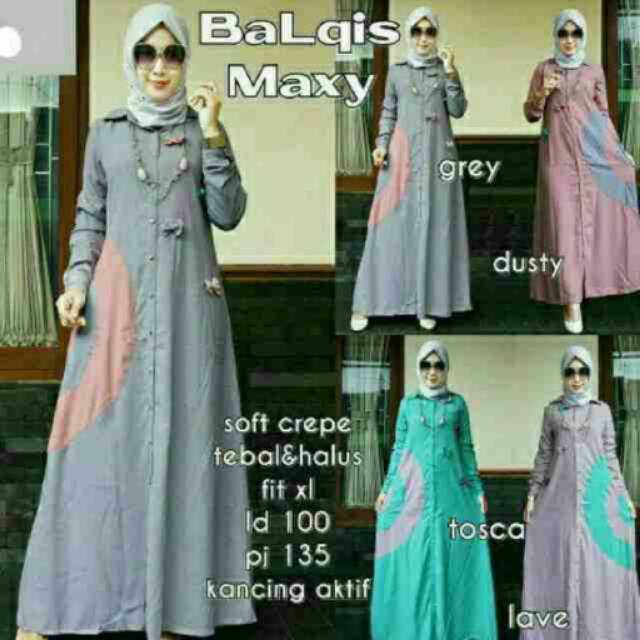 BaLqis
Maxy
grey
dusty
soft crepe
tebal&halus
fit xl
ld 100
pj 135
kancing aktif
tosca
lave